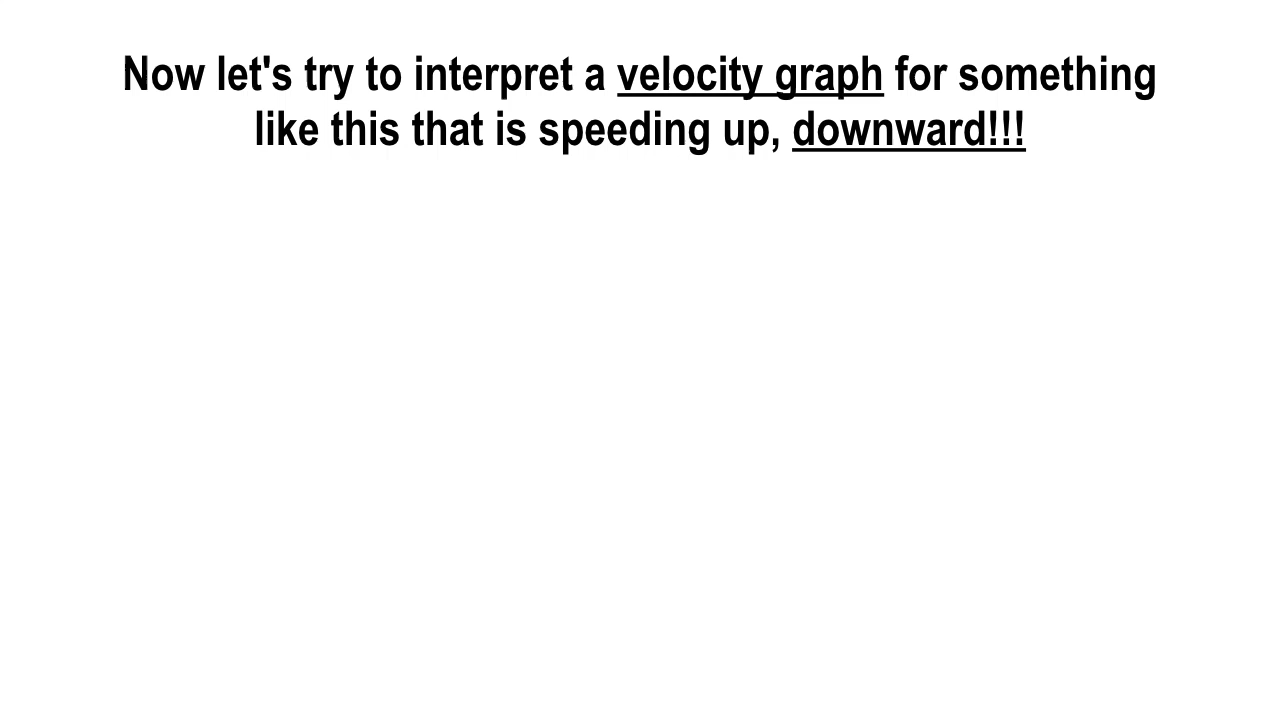 Now let's try to interpret a velocity graph for something
like this that is speeding up, downward!!!